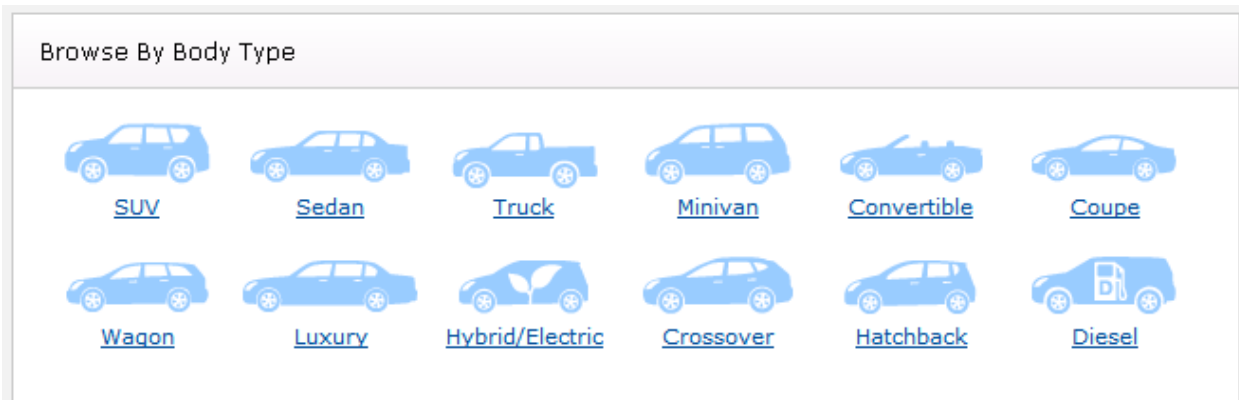 Browse By Body Type
SUV Sedan Truck Minivan Convertible Coupe
D
Wagon Luxury Hybrid/Electric Crossover Hatchback Diesel